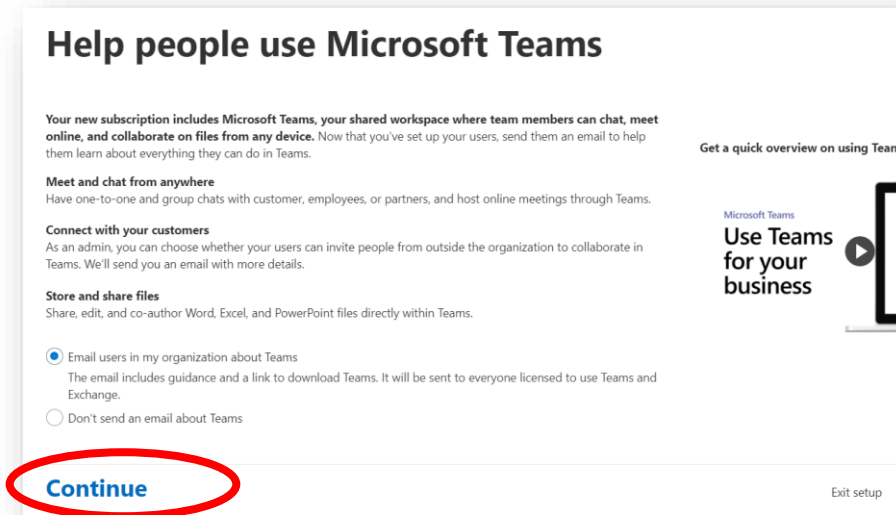 Help people use Microsoft Teams
Your new subscription includes Microsoft Teams, your shared workspace where team members can chat, meet
online, and collaborate on files from any device. Now that you've set up your users, send them an email to help
them learn about everything they can do in Teams.
Meet and chat from anywhere
Have one-to-one and group chats with customer, employees, or partners, and host online meetings through Teams.
Connect with your customers
As an admin, you can choose whether your users can invite people from outside the organization to collaborate in
Teams. We'll send you an email with more details.
Store and share files
Share, edit, and co-author Word, Excel, and PowerPoint files directly within Teams.
Email users in my organization about Teams
The email includes guidance and a link to download Teams. It will be sent to everyone licensed to use Teams and
Exchange.
Don't send an email about Teams
Get a quick overview on using
Microsoft Teams
Use Teams
for your
business
Continue
Exit setup